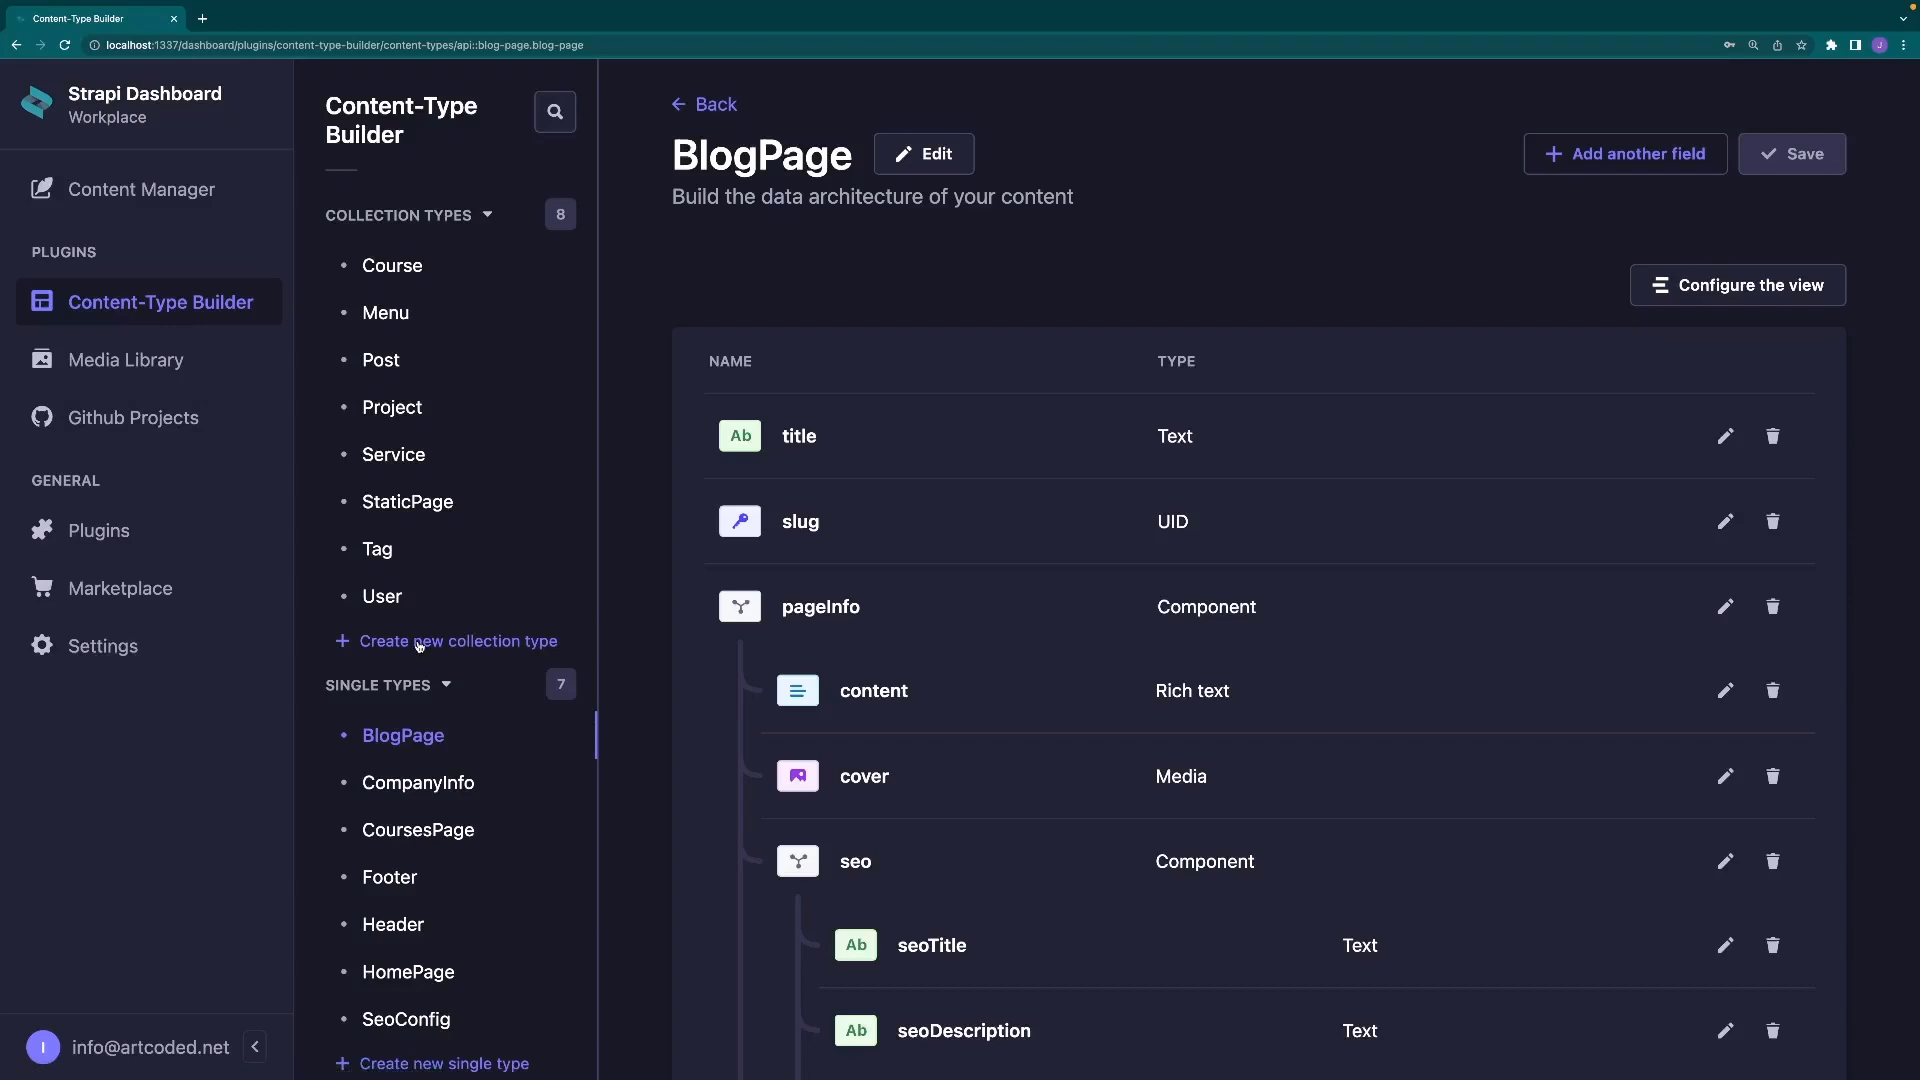 Content-Type Builder
localhost:1337/dashboard/plugins/content-type-builder/content-types/api::blog-page.blog-page
J
Strapi Dashboard
Workplace
Content Manager
PLUGINS
Content-Type Builder
Media Library
Github Projects
GENERAL
Plugins
Marketplace
Settings
I
info@artcoded.net
Content-Type
Builder
COLLECTION TYPES
8
Course
Menu
Post
Project
Service
StaticPage
Tag
User
Create new collection type
SINGLE TYPES
7
BlogPage
CompanyInfo
CoursesPage
Footer
Header
HomePage
SeoConfig
Create new single type
Back
BlogPage
Edit
Add another field
Save
Build the data architecture of your content
Configure the view
NAME TYPE
Ab title Text
slug UID
pageInfo Component
content Rich text
cover Media
seo Component
Ab seoTitle Text
Ab seoDescription Text